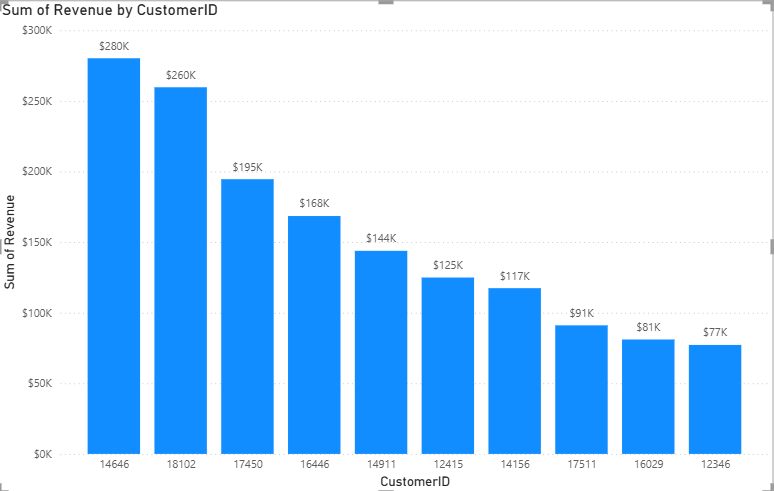 Sum of Revenue by CustomerID
$300K
$280K
$260K
$250K
$200K
$195K
$168K
$150K
$144K
$125K
$117K
$100K
$91K
$81K
$77K
$50K
$0K
Sum of Revenue
14646 18102 17450 16446 14911 12415 14156 17511 16029 12346
CustomerID